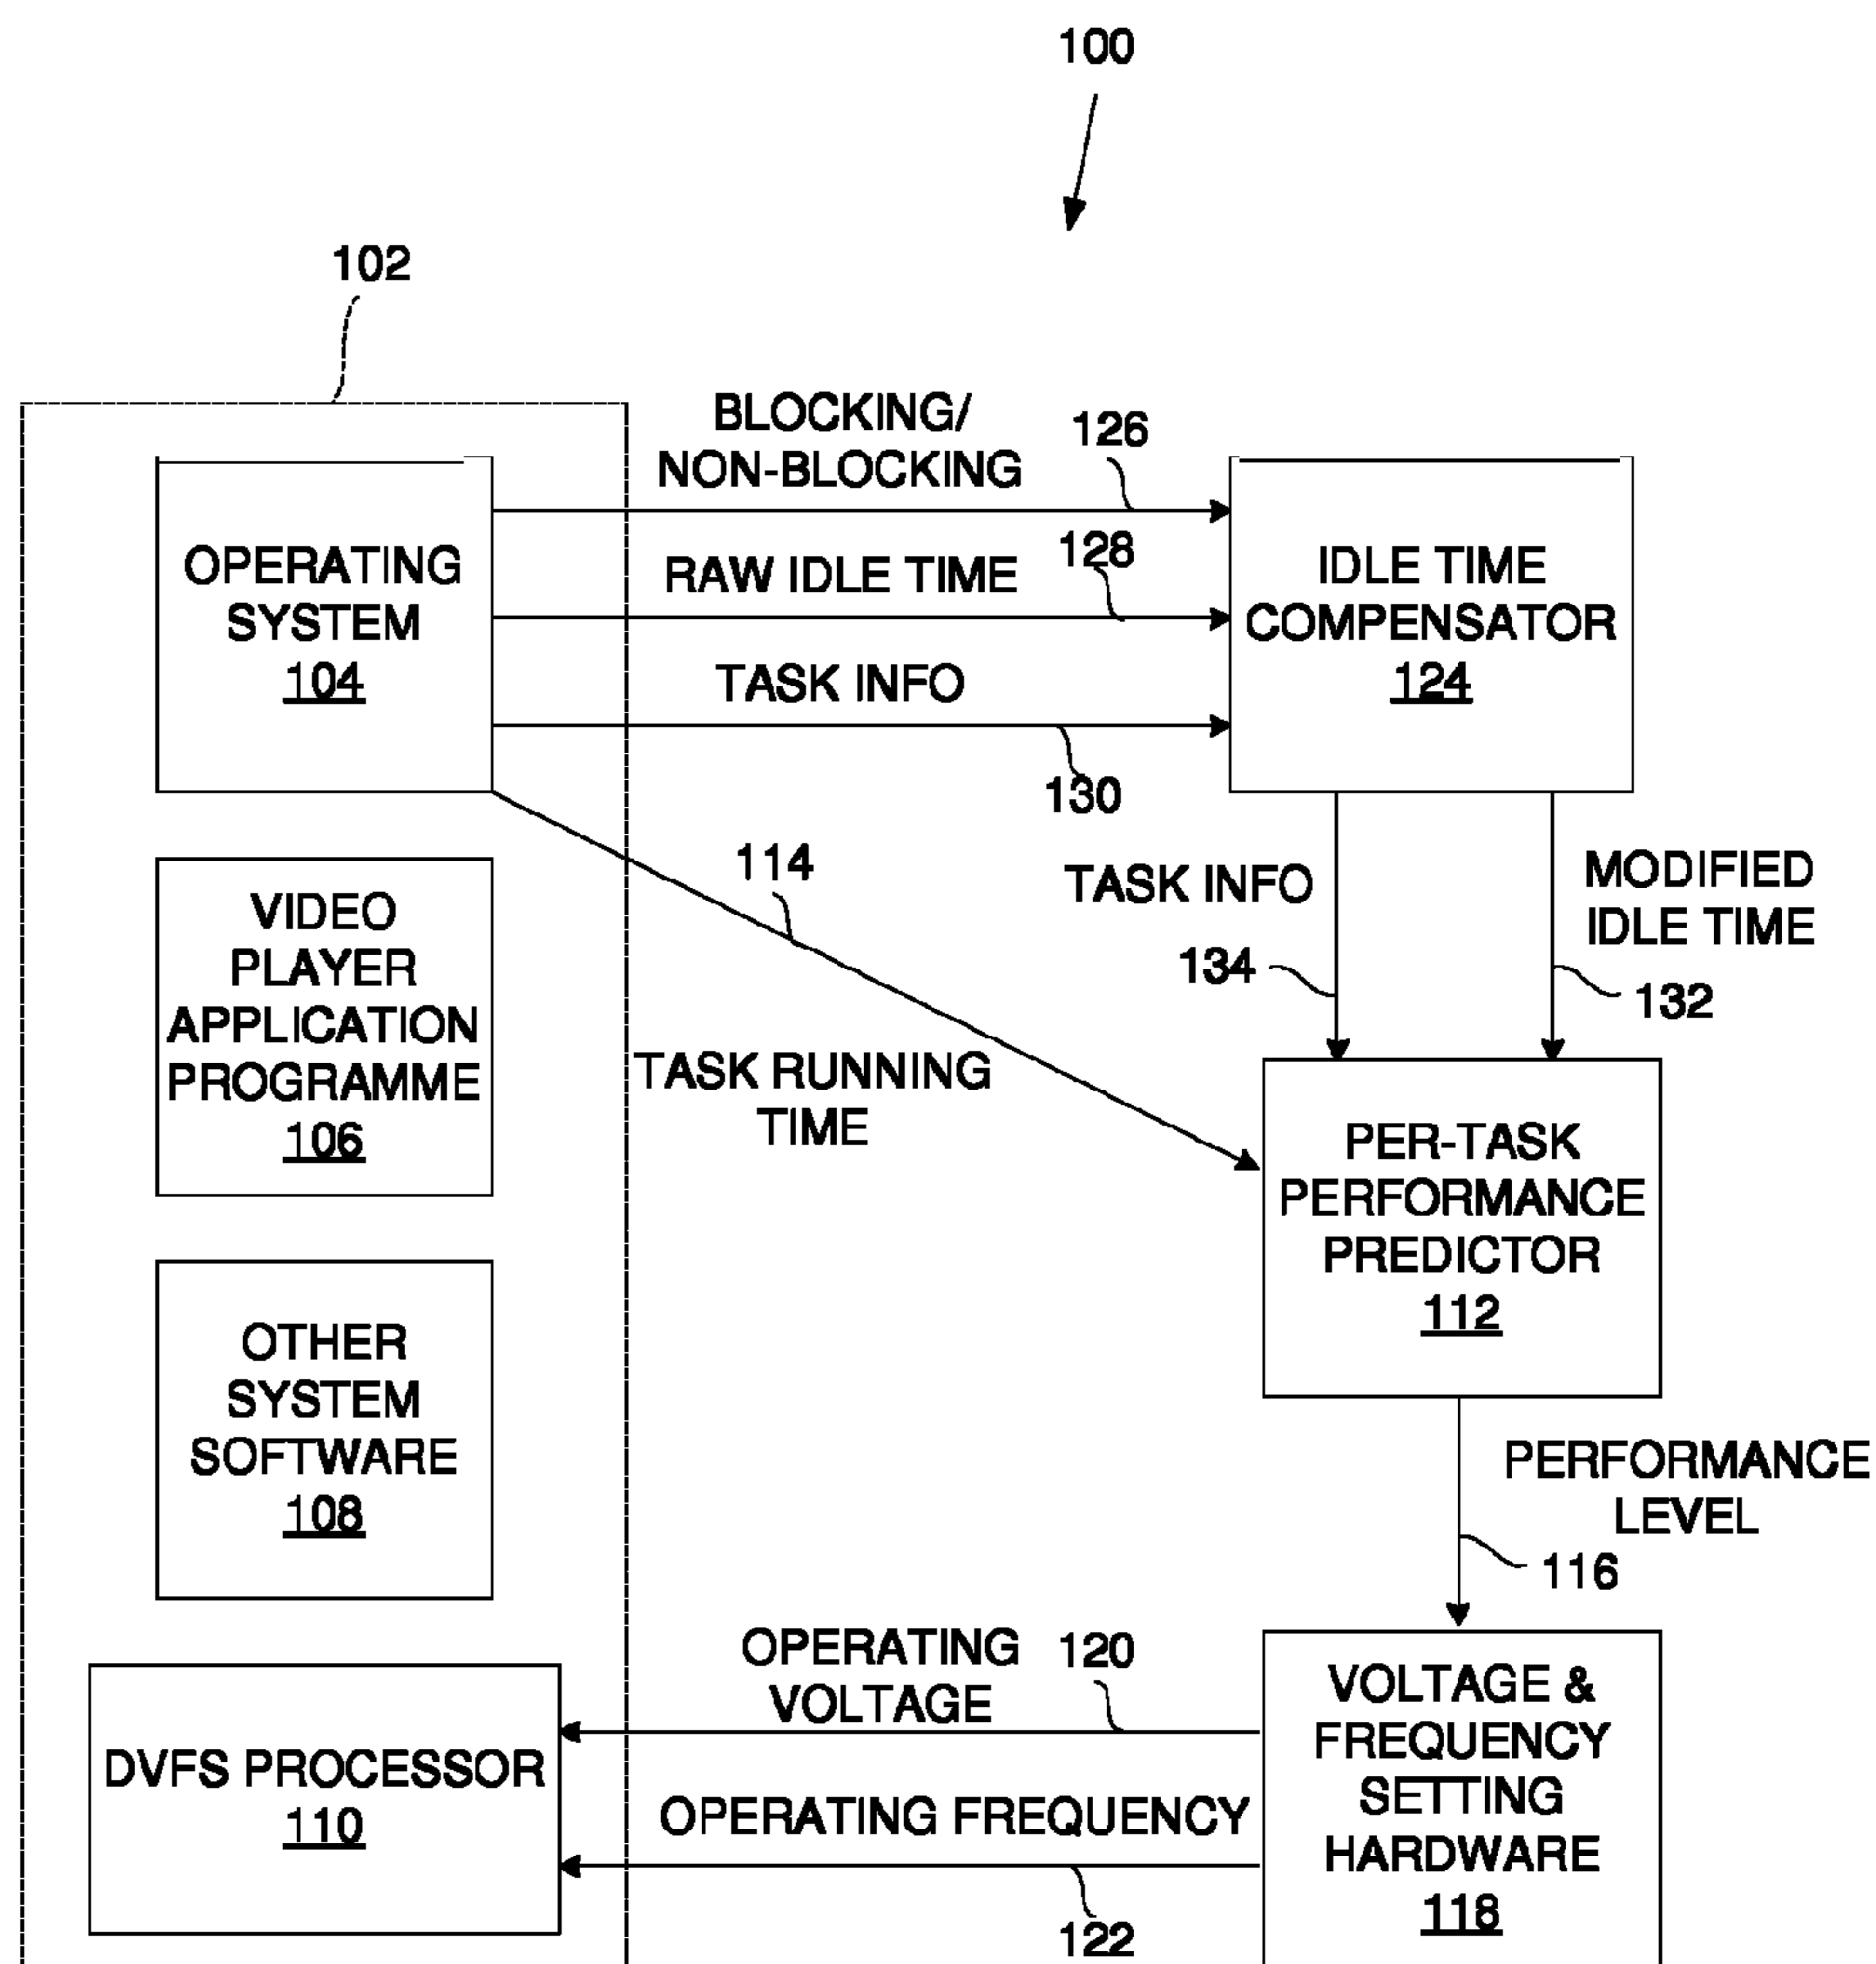 100
102
BLOCKING/
NON-BLOCKING
126
OPERATING
SYSTEM
104
RAW IDLE TIME
128
TASK INFO
130
IDLE TIME
COMPENSATOR
124
VIDEO
PLAYER
APPLICATION
PROGRAMME
106
114
TASK RUNNING
TIME
TASK INFO
134
MODIFIED
IDLE TIME
132
PER-TASK
PERFORMANCE
PREDICTOR
112
OTHER
SYSTEM
SOFTWARE
108
PERFORMANCE
LEVEL
116
OPERATING
VOLTAGE
120
DVFS PROCESSOR
110
OPERATING FREQUENCY
122
VOLTAGE &
FREQUENCY
SETTING
HARDWARE
118